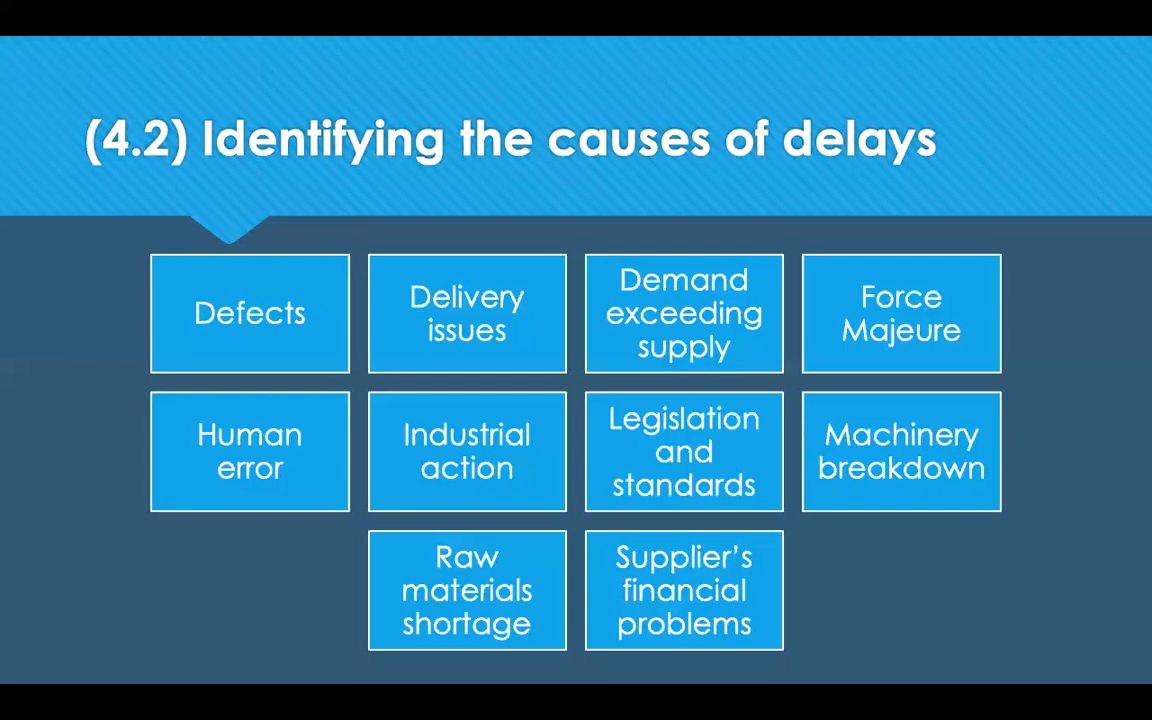 (4.2) Identifying the causes of delays
Defects
Delivery
issues
Demand
exceeding
supply
Force
Majeure
Human
error
Industrial
action
Legislation
and
standards
Machinery
breakdown
Raw
materials
shortage
Supplier’s
financial
problems